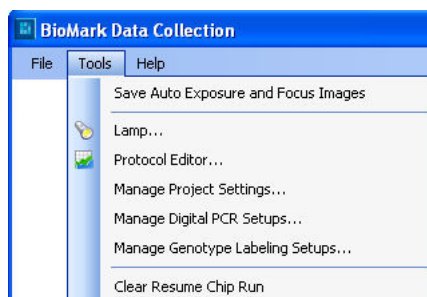 BioMark Data Collection
File Tools Help
Save Auto Exposure and Focus Images
Lamp...
Protocol Editor...
Manage Project Settings...
Manage Digital PCR Setups...
Manage Genotype Labeling Setups...
Clear Resume Chip Run